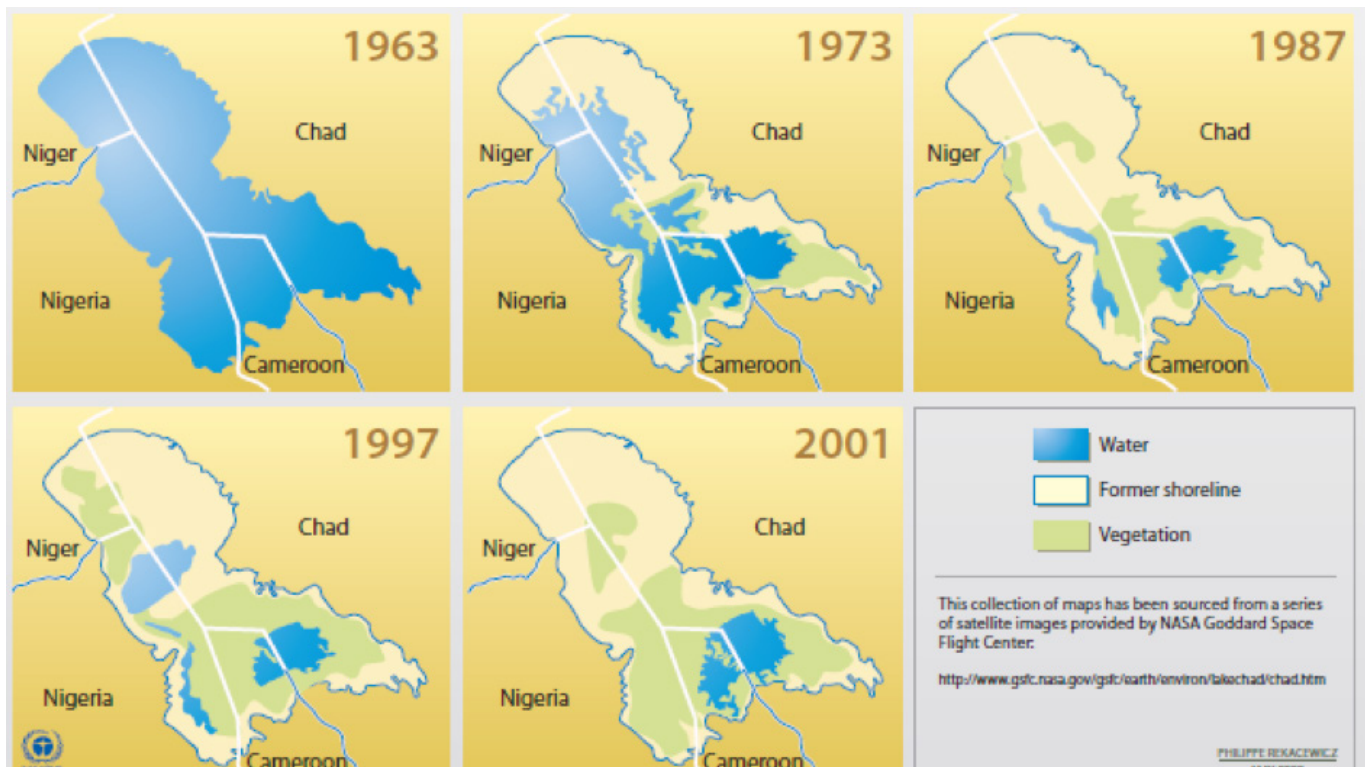 1963
Chad
Niger
Nigeria
Cameroon
1973
Chad
Niger
Nigeria
Cameroon
1987
Chad
Niger
Nigeria
Cameroon
1997
Chad
Niger
Nigeria
Cameroon
2001
Chad
Niger
Nigeria
Cameroon
Water
Former shoreline
Vegetation
This collection of maps has been sourced from a series
of satellite images provided by NASA Goddard Space
Flight Center:
http://www.gsfc.nasa.gov/gsfc/earth/environ/lakechad/chad.htm
PHILIPPE REKACEWICZ